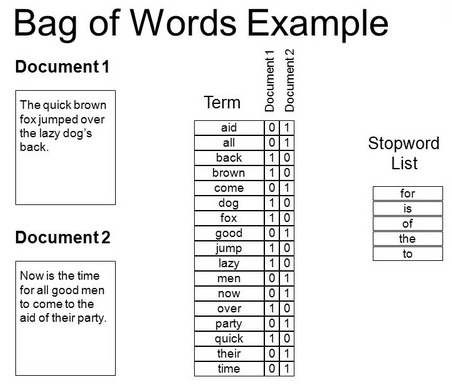 Bag of Words Example
Document 1
The quick brown
fox jumped over
the lazy dog's
back.
Document 2
Now is the time
for all good men
to come to the
aid of their party.
Term Document 1 Document 2
aid 0 1
all 0 1
back 1 0
brown 1 0
come 0 1
dog 1 0
fox 1 0
good 0 1
jump 1 0
lazy 1 0
men 0 1
now 0 1
over 1 0
party 0 1
quick 1 0
their 0 1
time 0 1
Stopword
List
for
is
of
the
to